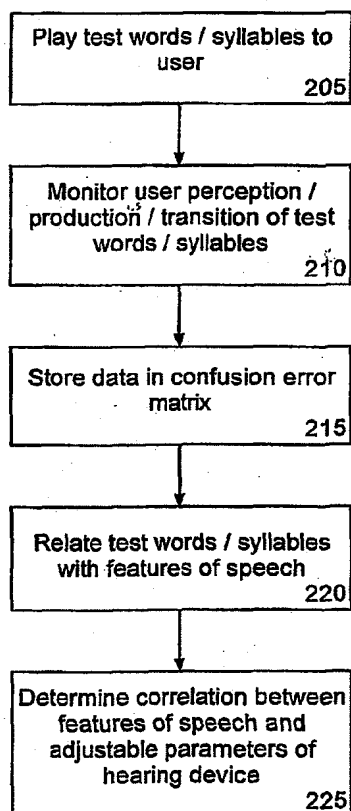 Play test words / syllables to
user
205
Monitor user perception /
production / transition of test
words / syllables
210
Store data in confusion error
matrix
215
Relate test words / syllables
with features of speech
220
Determine correlation between
features of speech and
adjustable parameters of
hearing device
225